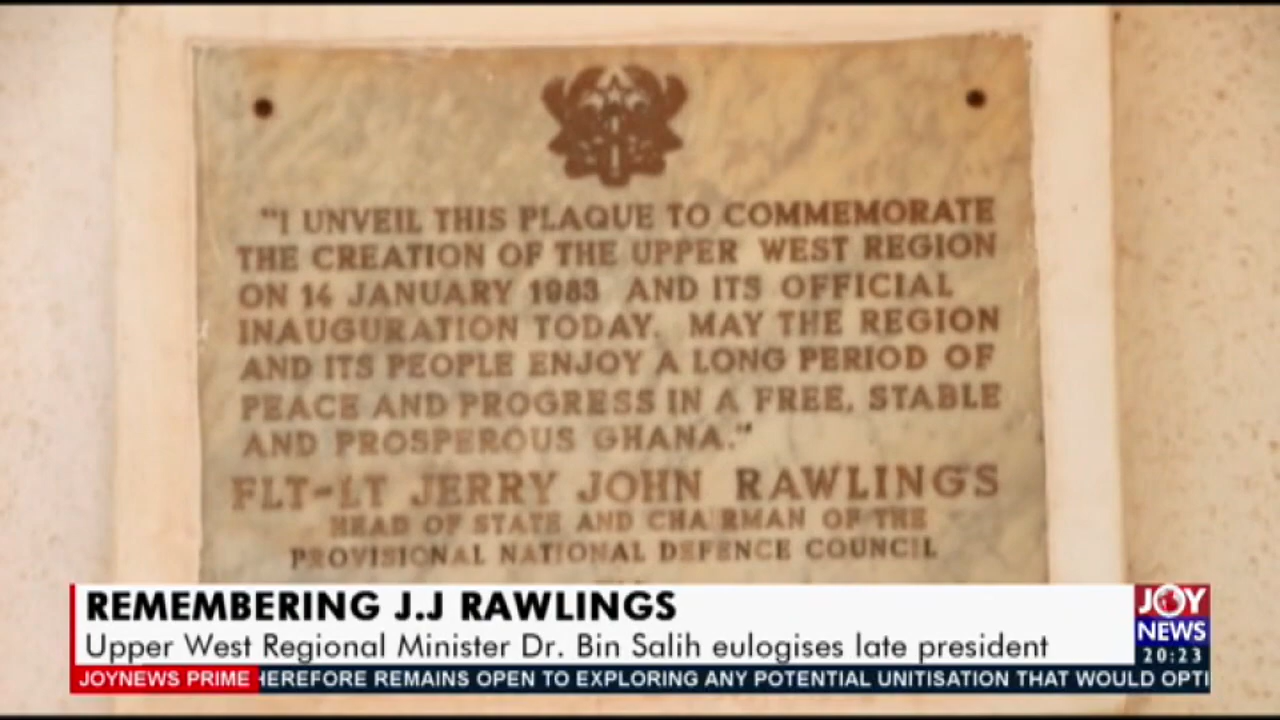 "I UNVEIL THIS PLAQUE TO COMMEMORATE
THE CREATION OF THE UPPER WEST REGION
ON 14 JANUARY 1983 AND ITS OFFICIAL
INAUGURATION TODAY. MAY THE REGION
AND ITS PEOPLE ENJOY A LONG PERIOD OF
PEACE AND PROGRESS IN A FREE, STABLE
AND PROSPEROUS GHANA."
FLT-LT JERRY JOHN RAWLINGS
HEAD OF STATE AND CHAIRMAN OF THE
PROVISIONAL NATIONAL DEFENCE COUNCIL
REMEMBERING J.J RAWLINGS
Upper West Regional Minister Dr. Bin Salih eulogises late president
JOY
NEWS
20:23
JOYNEWS PRIME HEREFORE REMAINS OPEN TO EXPLORING ANY POTENTIAL UNITISATION THAT WOULD OPTI